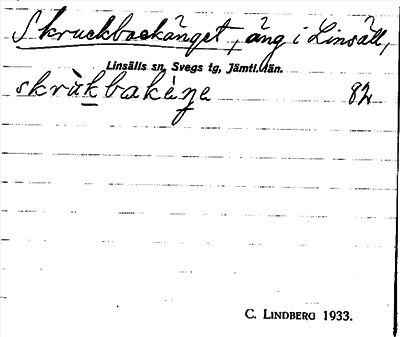 Skruckbackänget, äng i Linsäll,
Linsälls sn, Svegs tg, Jämtl. län.
skrùkbakèŋe 82
C. LINDBERG 1933.